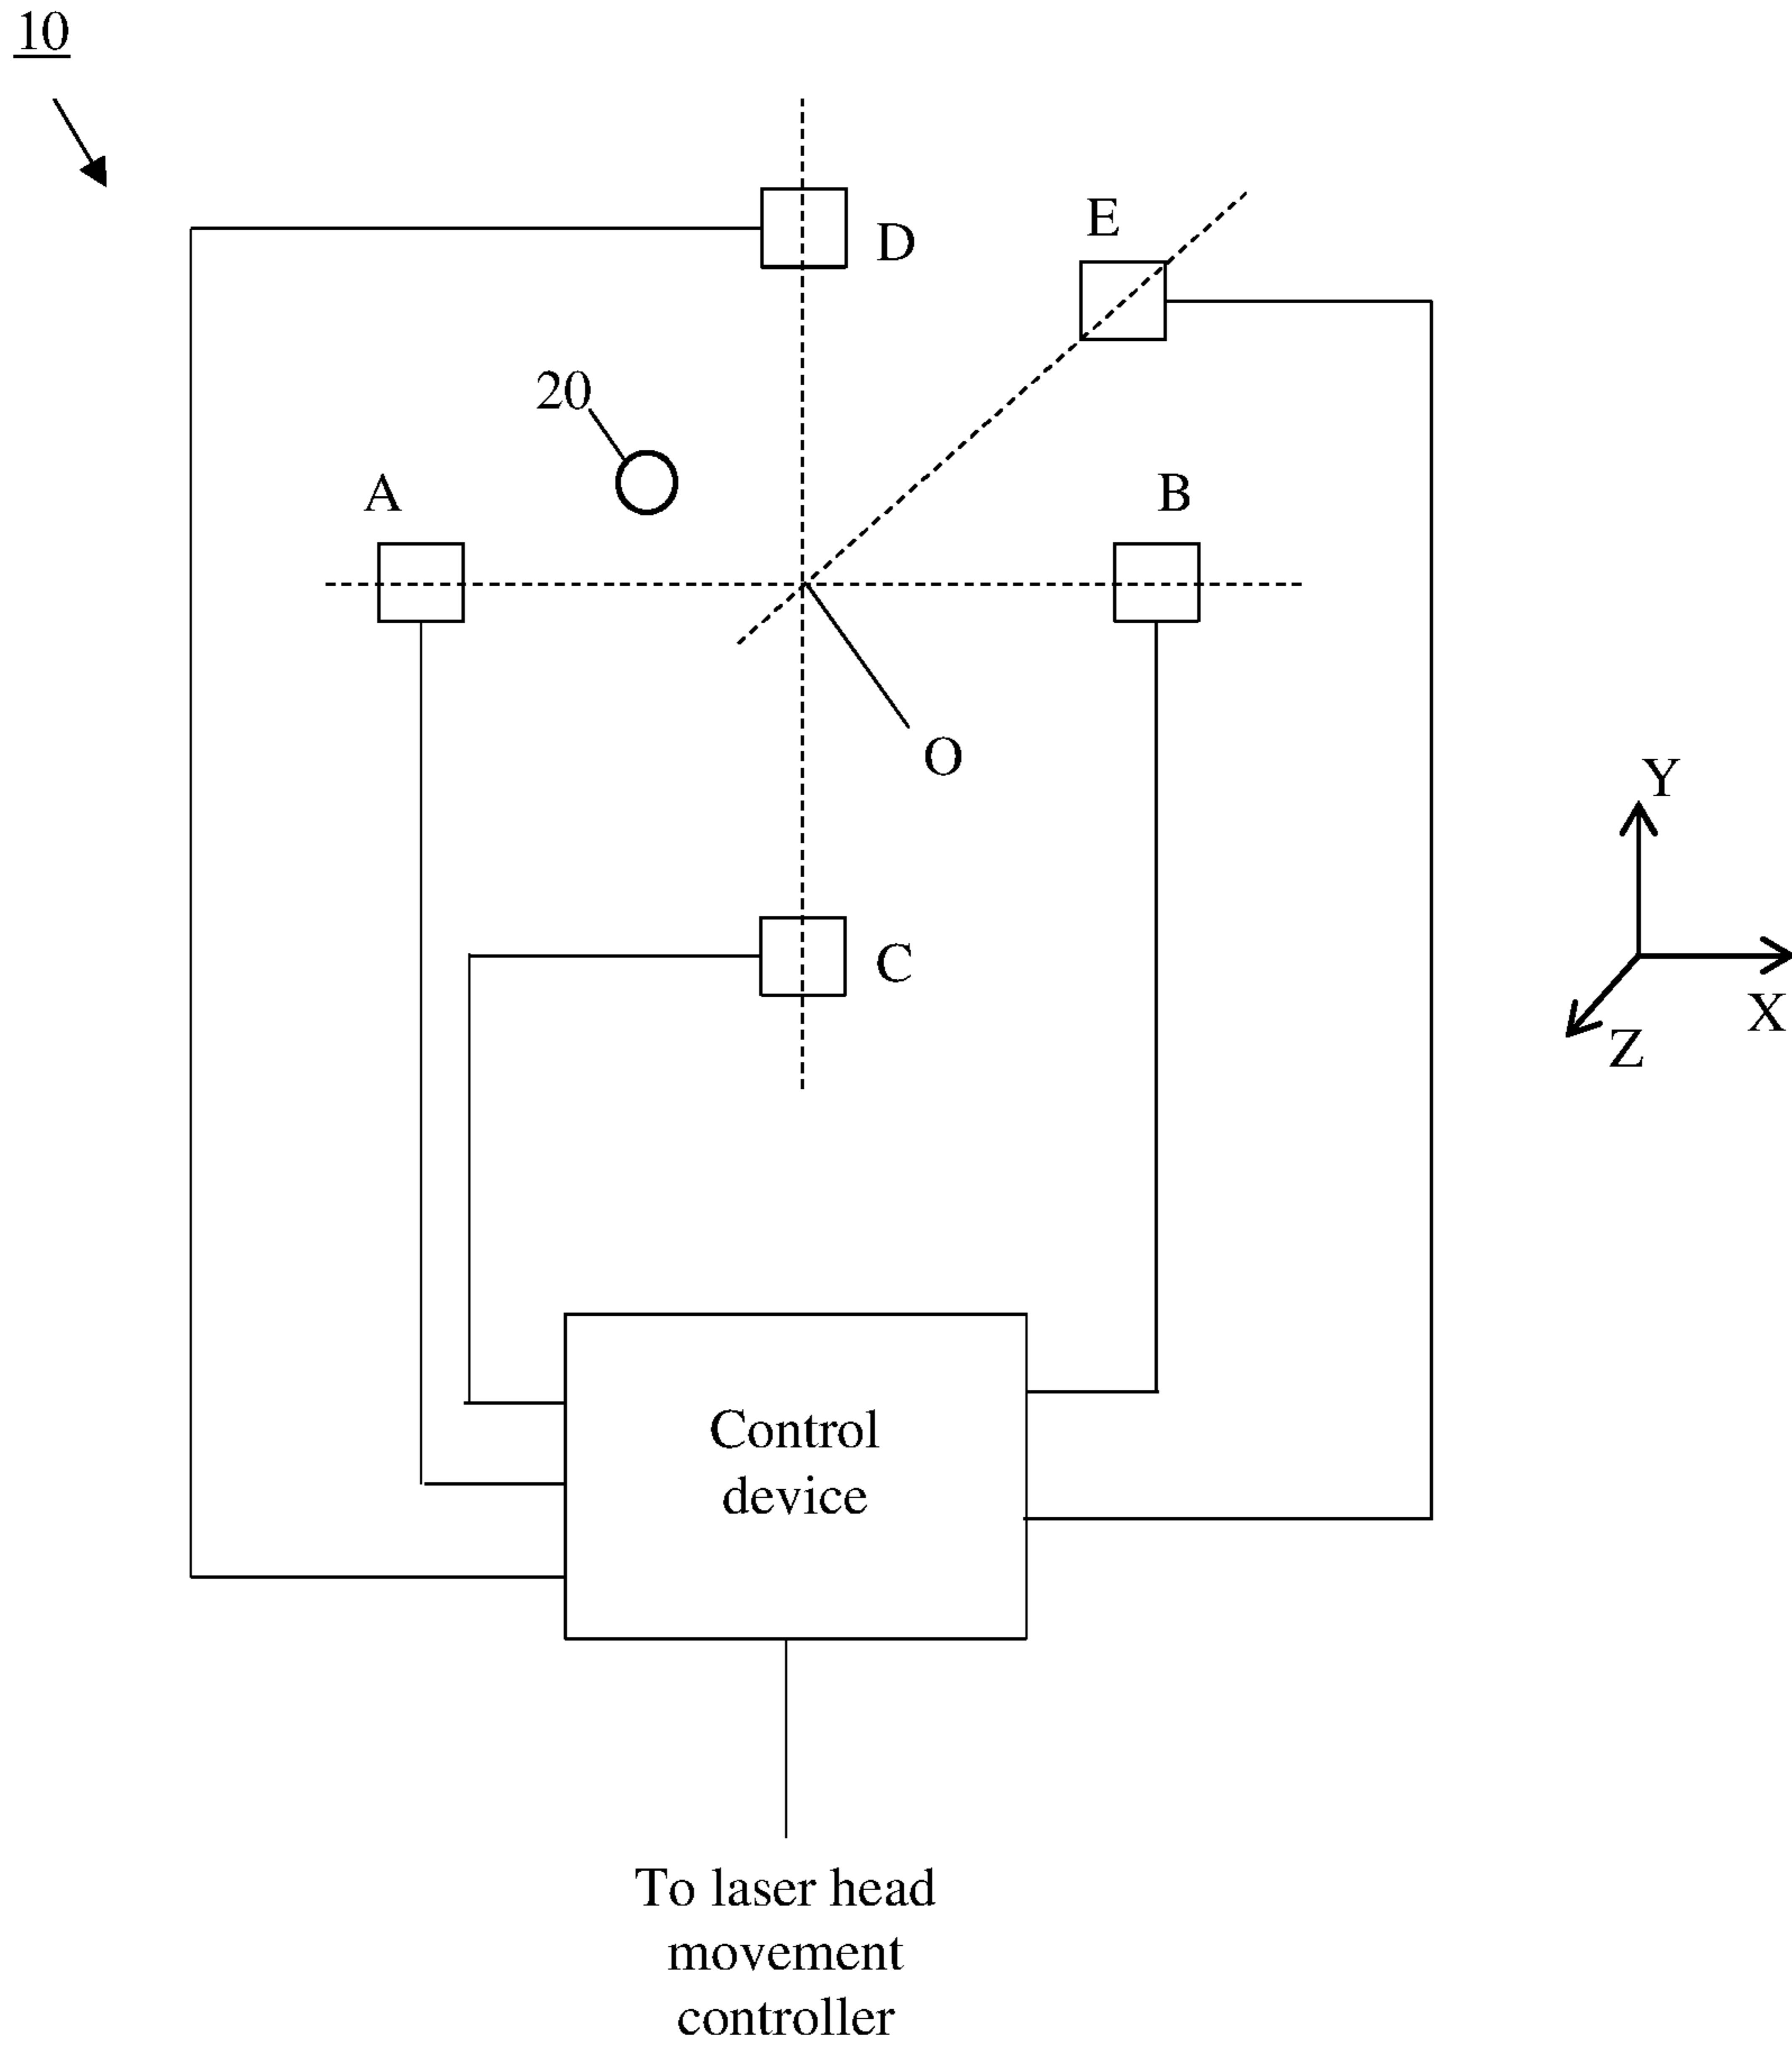 10
D
E
20
A
B
O
Y
C
X
Z
Control
device
To laser head
movement
controller